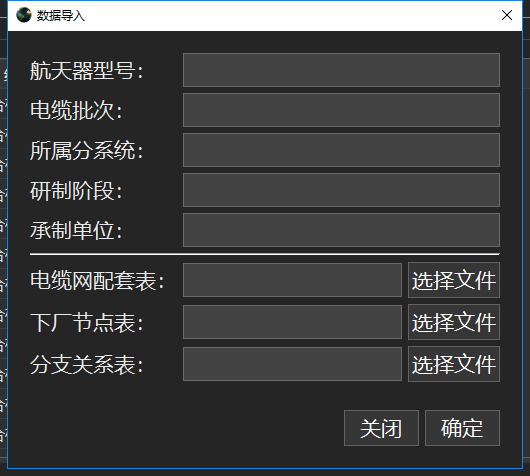 数据导入
航天器型号：
电缆批次：
所属分系统：
研制阶段：
承制单位：
电缆网配套表： 选择文件
下厂节点表： 选择文件
分支关系表： 选择文件
关闭 确定